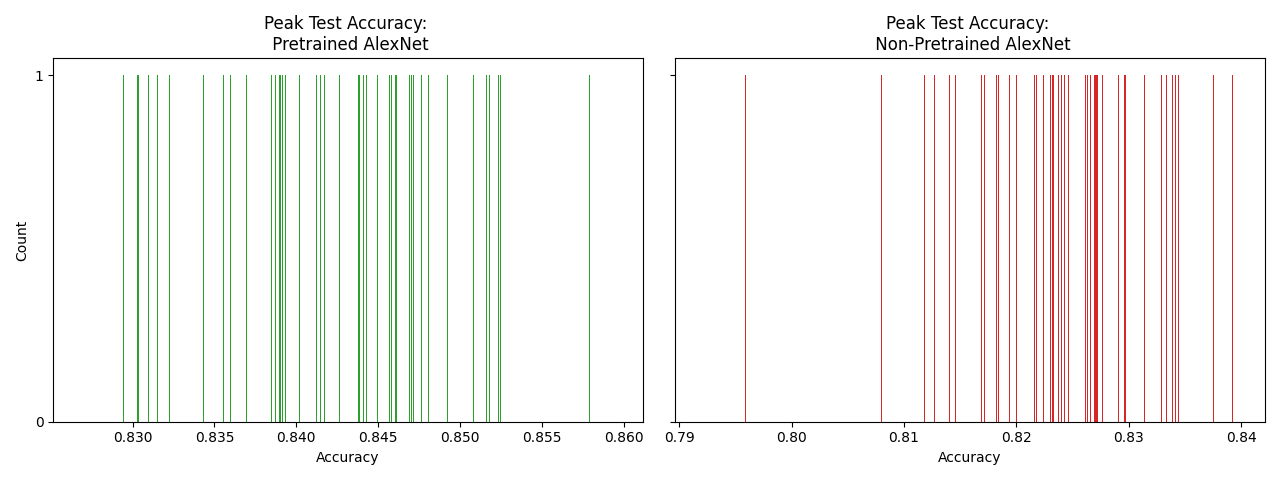 Peak Test Accuracy:
Pretrained AlexNet
Count
1
0
0.830 0.835 0.840 0.845 0.850 0.855 0.860
Accuracy
Peak Test Accuracy:
Non-Pretrained AlexNet
0.79 0.80 0.81 0.82 0.83 0.84
Accuracy